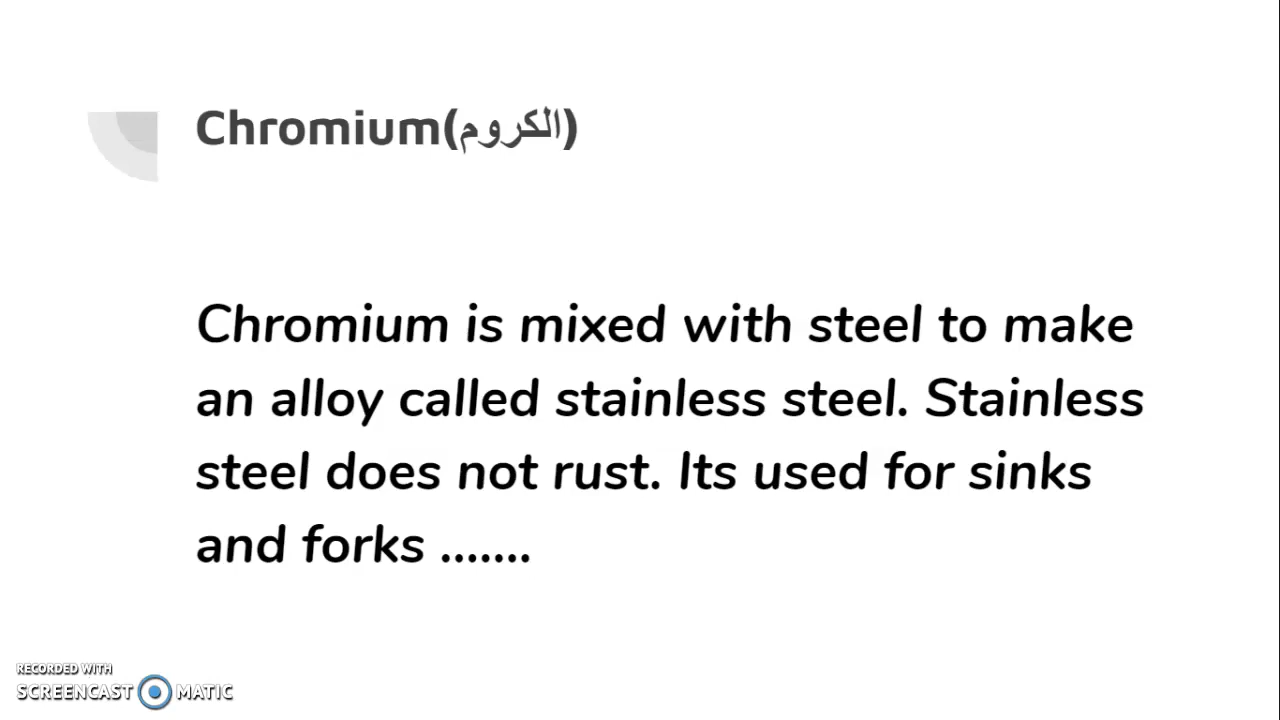 Chromium(الكروم)
Chromium is mixed with steel to make
an alloy called stainless steel. Stainless
steel does not rust. Its used for sinks
and forks .......
RECORDED WITH
SCREENCAST MATIC